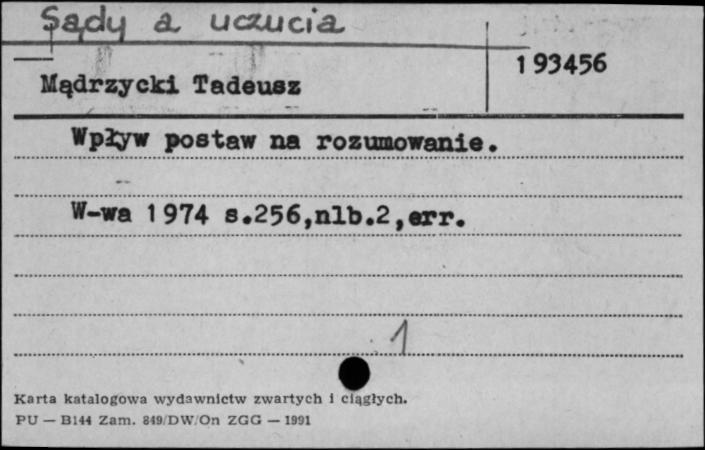 Sądy a uczucia
193456
Mądrzycki Tadeusz
Wpływ postaw na rozumowanie.
W-wa 1974 s.256,nlb.2,err.
1
Karta katalogowa wydawnictw zwartych i ciągłych.
PU — B144 Zam. 849/DW/On ZGG — 1991